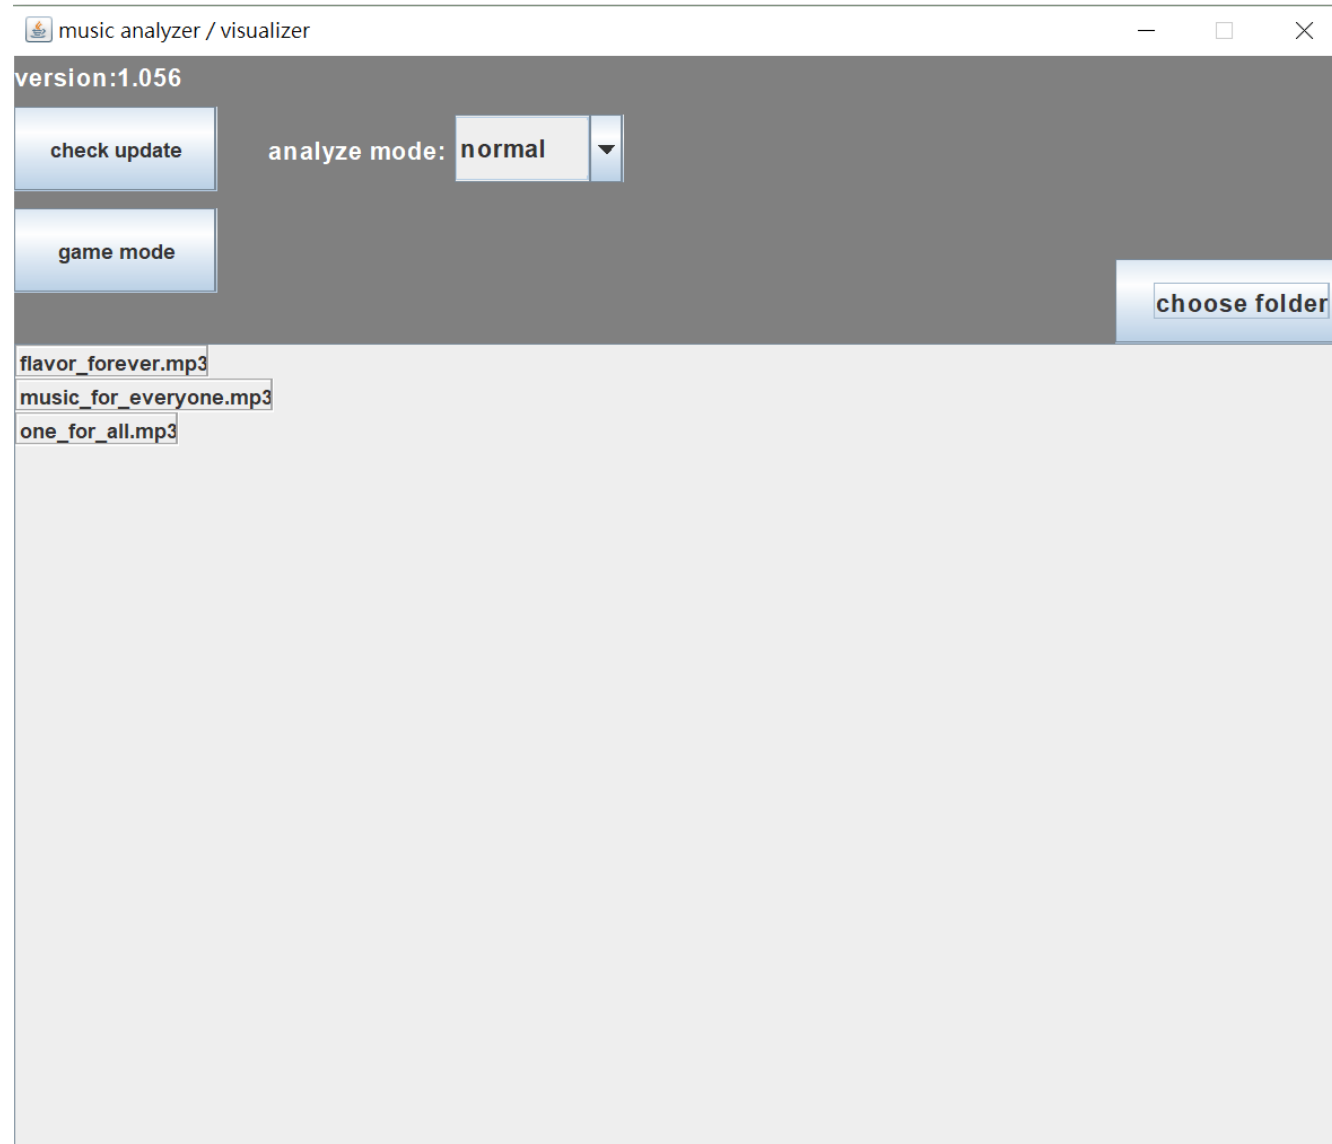 music analyzer / visualizer
version:1.056
check update
analyze mode: normal
game mode
choose folder
flavor_forever.mp3
music_for_everyone.mp3
one_for_all.mp3